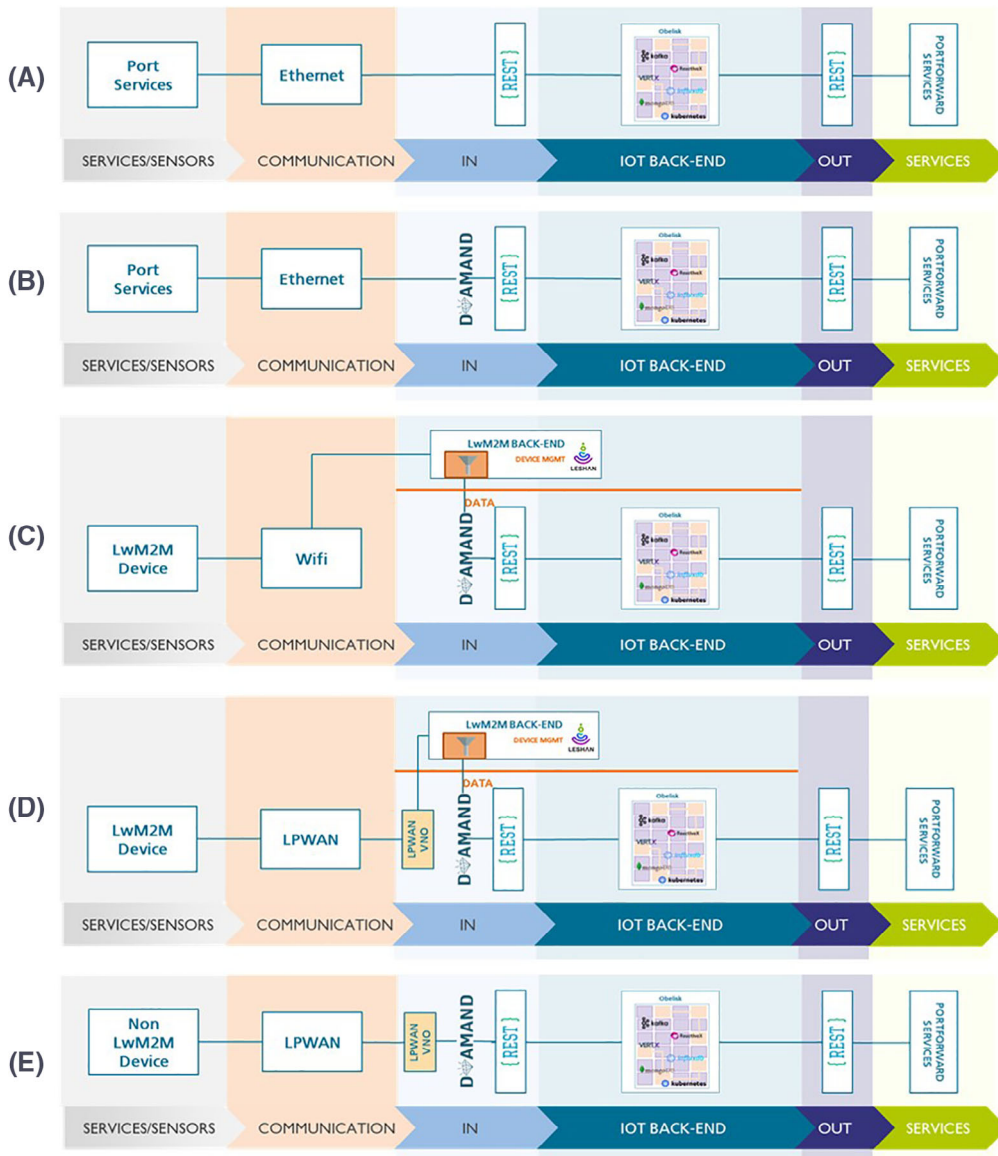 (A)
Port
Services
Ethernet
{REST}
Obelisk
kafka
VERT.X
mongoDB
kubernetes
{REST}
PORTFORWARD
SERVICES
SERVICES/SENSORS
COMMUNICATION
IN
IOT BACK-END
OUT
SERVICES
(B)
Port
Services
Ethernet
DYAMAND
{REST}
Obelisk
kafka
VERT.X
mongoDB
kubernetes
{REST}
PORTFORWARD
SERVICES
SERVICES/SENSORS
COMMUNICATION
IN
IOT BACK-END
OUT
SERVICES
(C)
LwM2M BACK-END
DEVICE MGMT
LESHAN
DATA
LwM2M
Device
Wifi
DYAMAND
{REST}
Obelisk
kafka
VERT.X
mongoDB
kubernetes
{REST}
PORTFORWARD
SERVICES
SERVICES/SENSORS
COMMUNICATION
IN
IOT BACK-END
OUT
SERVICES
(D)
LwM2M BACK-END
DEVICE MGMT
LESHAN
DATA
LwM2M
Device
LPWAN
LPWAN
VNO
DYAMAND
{REST}
Obelisk
kafka
VERT.X
mongoDB
kubernetes
{REST}
PORTFORWARD
SERVICES
SERVICES/SENSORS
COMMUNICATION
IN
IOT BACK-END
OUT
SERVICES
(E)
Non
LwM2M
Device
LPWAN
LPWAN
VNO
DYAMAND
{REST}
Obelisk
kafka
VERT.X
mongoDB
kubernetes
{REST}
PORTFORWARD
SERVICES
SERVICES/SENSORS
COMMUNICATION
IN
IOT BACK-END
OUT
SERVICES